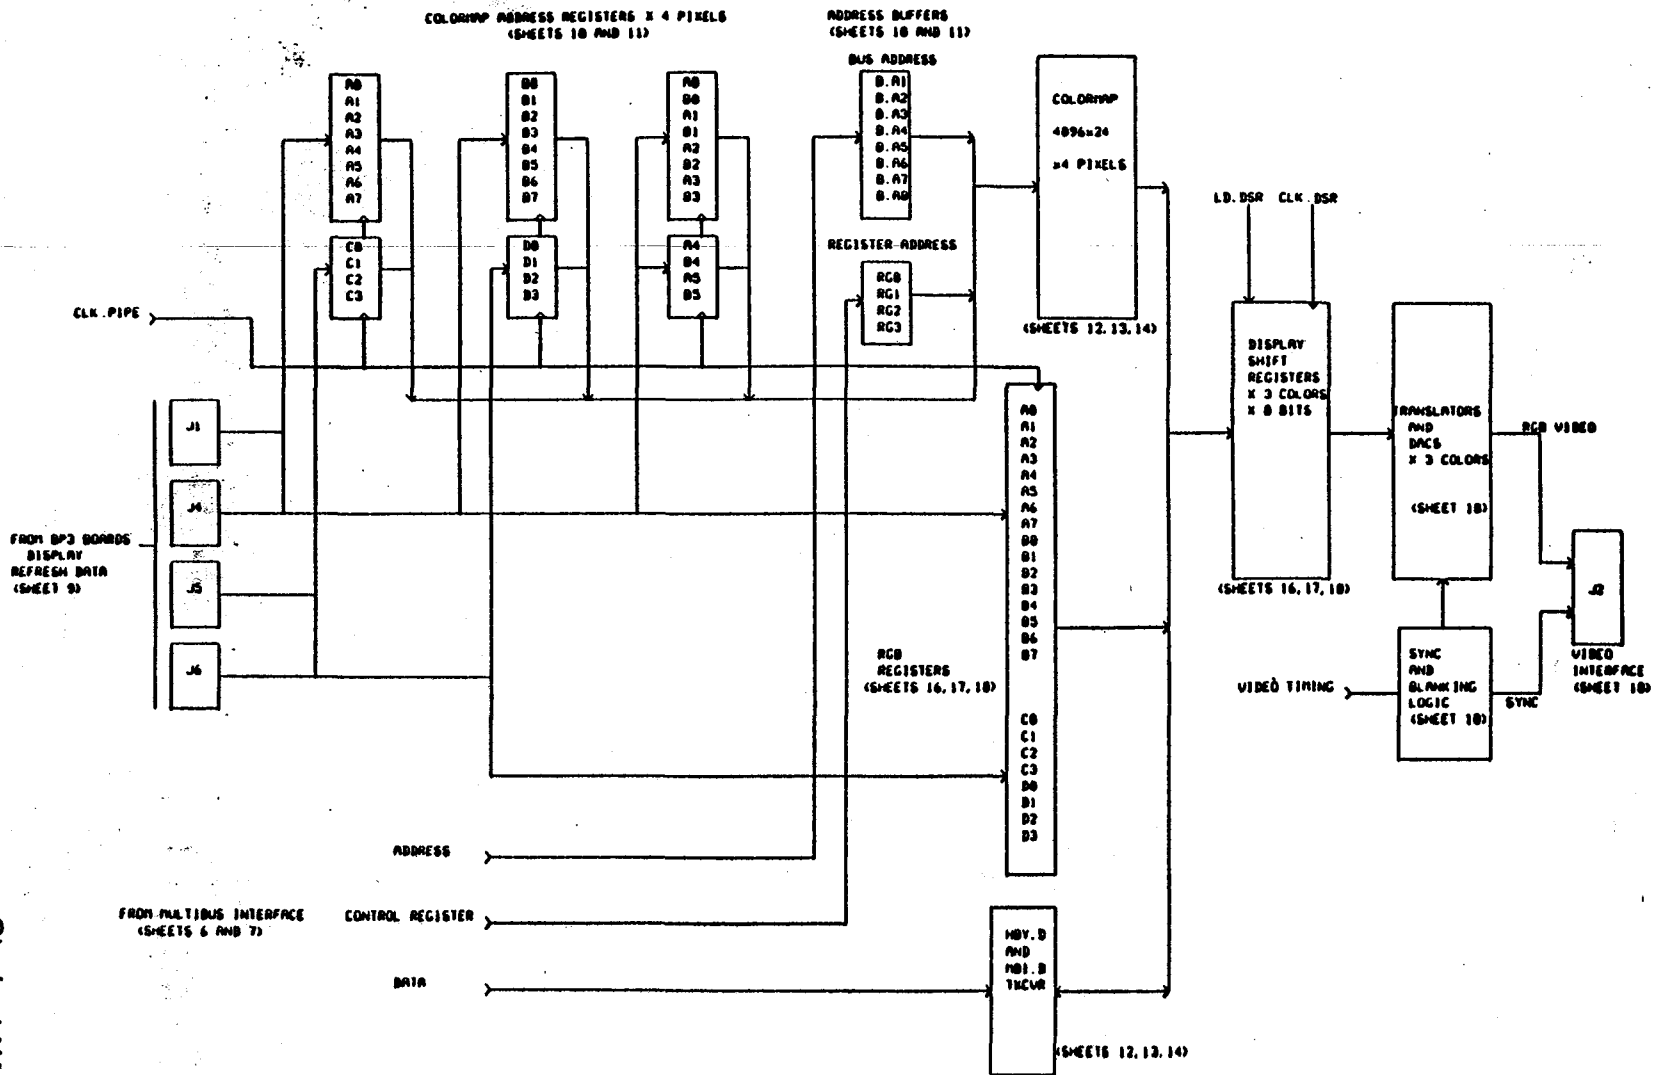 COLORMAP ADDRESS REGISTERS X 4 PIXELS
(SHEETS 10 AND 11)
ADDRESS BUFFERS
(SHEETS 10 AND 11)
BUS ADDRESS
A0
A1
A2
A3
A4
A5
A6
A7
B0
B1
B2
B3
B4
B5
B6
B7
A0
B0
A1
B1
A2
B2
A3
B3
B.A1
B.A2
B.A3
B.A4
B.A5
B.A6
B.A7
B.A8
COLORMAP
4096x24
x4 PIXELS
(SHEETS 12,13,14)
C0
C1
C2
C3
D0
D1
D2
D3
A4
B4
A5
B5
REGISTER ADDRESS
RG0
RG1
RG2
RG3
CLK.PIPE
LD.DSR CLK.DSR
DISPLAY
SHIFT
REGISTERS
X 3 COLORS
X 8 BITS
(SHEETS 16,17,18)
TRANSLATORS
AND
DACS
X 3 COLORS
(SHEET 18)
RGB VIDEO
J1
J4
J5
J6
FROM BP3 BOARDS
DISPLAY
REFRESH DATA
(SHEET 9)
A0
A1
A2
A3
A4
A5
A6
A7
B0
B1
B2
B3
B4
B5
B6
B7
C0
C1
C2
C3
D0
D1
D2
D3
RGB
REGISTERS
(SHEETS 16,17,18)
J2
VIDEO
INTERFACE
(SHEET 18)
VIDEO TIMING
SYNC
AND
BLANKING
LOGIC
(SHEET 18)
SYNC
ADDRESS
FROM MULTIBUS INTERFACE
(SHEETS 6 AND 7)
CONTROL REGISTER
DATA
AND
TXCVR
(SHEETS 12,13,14)